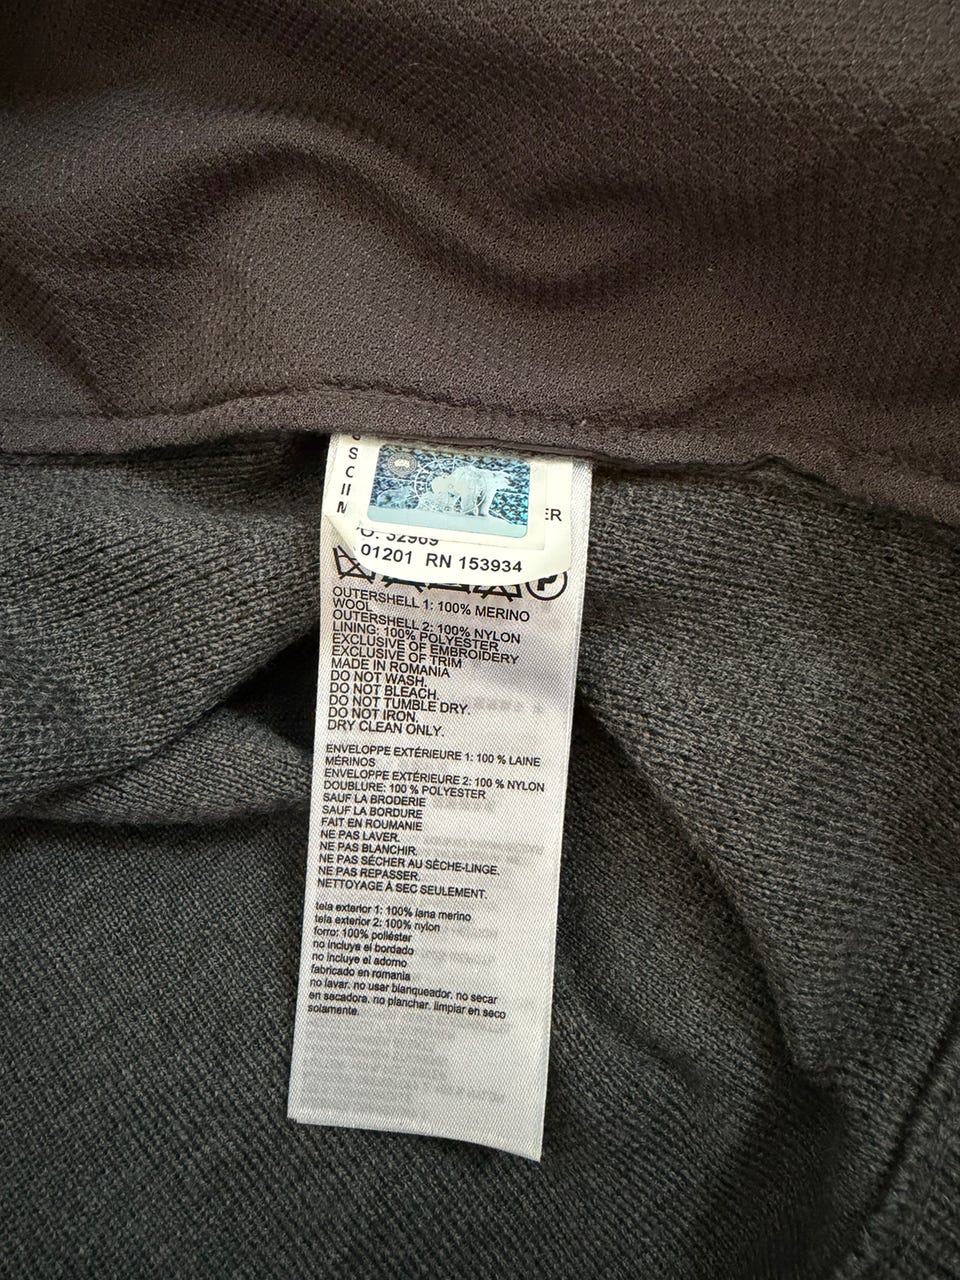 01201 RN 153934
OUTERSHELL 1: 100% MERINO
WOOL
OUTERSHELL 2: 100% NYLON
LINING: 100% POLYESTER
EXCLUSIVE OF EMBROIDERY
EXCLUSIVE OF TRIM
MADE IN ROMANIA
DO NOT WASH.
DO NOT BLEACH.
DO NOT TUMBLE DRY.
DO NOT IRON.
DRY CLEAN ONLY.
ENVELOPPE EXTÉRIEURE 1: 100 % LAINE
MÉRINOS
ENVELOPPE EXTÉRIEURE 2: 100 % NYLON
DOUBLURE: 100 % POLYESTER
SAUF LA BRODERIE
SAUF LA BORDURE
FAIT EN ROUMANIE
NE PAS LAVER.
NE PAS BLANCHIR.
NE PAS SÉCHER AU SÈCHE-LINGE.
NE PAS REPASSER.
NETTOYAGE À SEC SEULEMENT.
tela exterior 1: 100% lana merino
tela exterior 2: 100% nylon
forro: 100% poliéster
no incluye el bordado
no incluye el adorno
fabricado en romania
no lavar. no usar blanqueador. no secar
en secadora. no planchar. limpiar en seco
solamente.